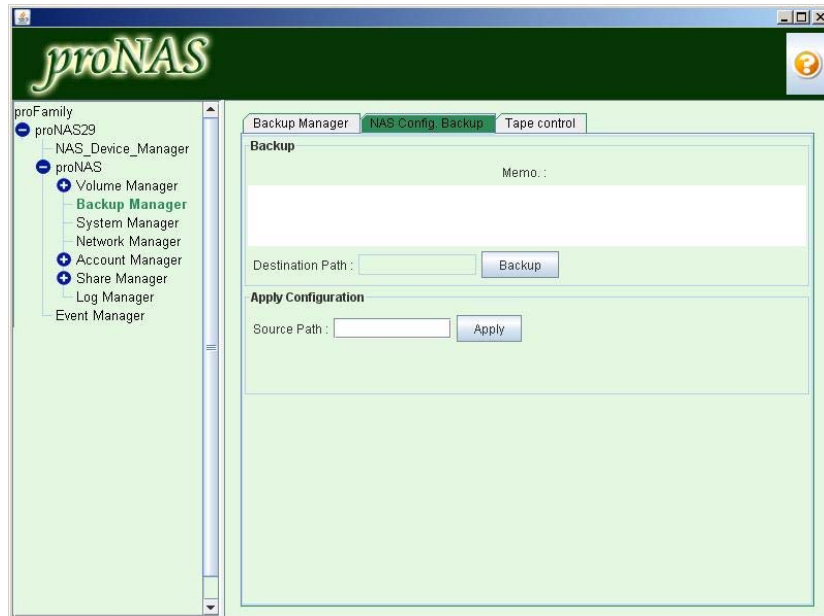 proNAS
proFamily
proNAS29
NAS_Device_Manager
proNAS
Volume Manager
Backup Manager
System Manager
Network Manager
Account Manager
Share Manager
Log Manager
Event Manager
Backup Manager NAS Config. Backup Tape control
Backup
Memo. :
Destination Path : Backup
Apply Configuration
Source Path : Apply